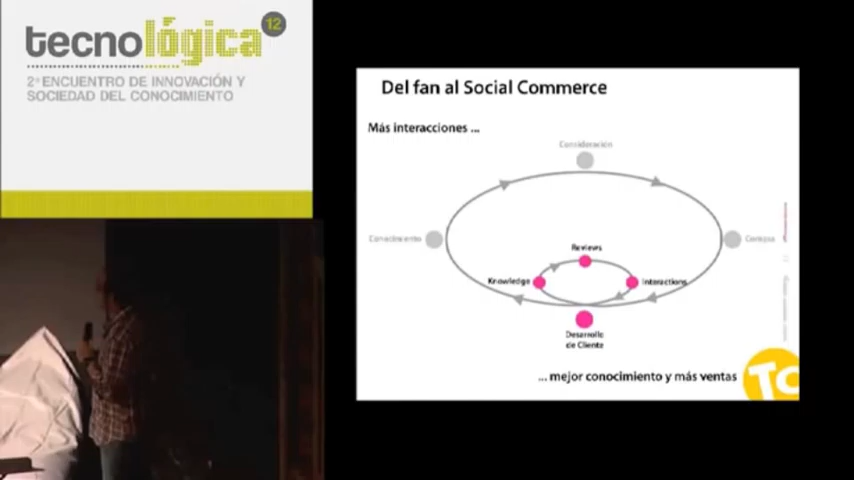 tecnológica 12
2º ENCUENTRO DE INNOVACIÓN Y
SOCIEDAD DEL CONOCIMIENTO
Del fan al Social Commerce
Más interacciones ...
Consideración
Conocimiento
Compra
Reviews
Knowledge
Interactions
Desarrollo
de Cliente
... mejor conocimiento y más ventas
TC